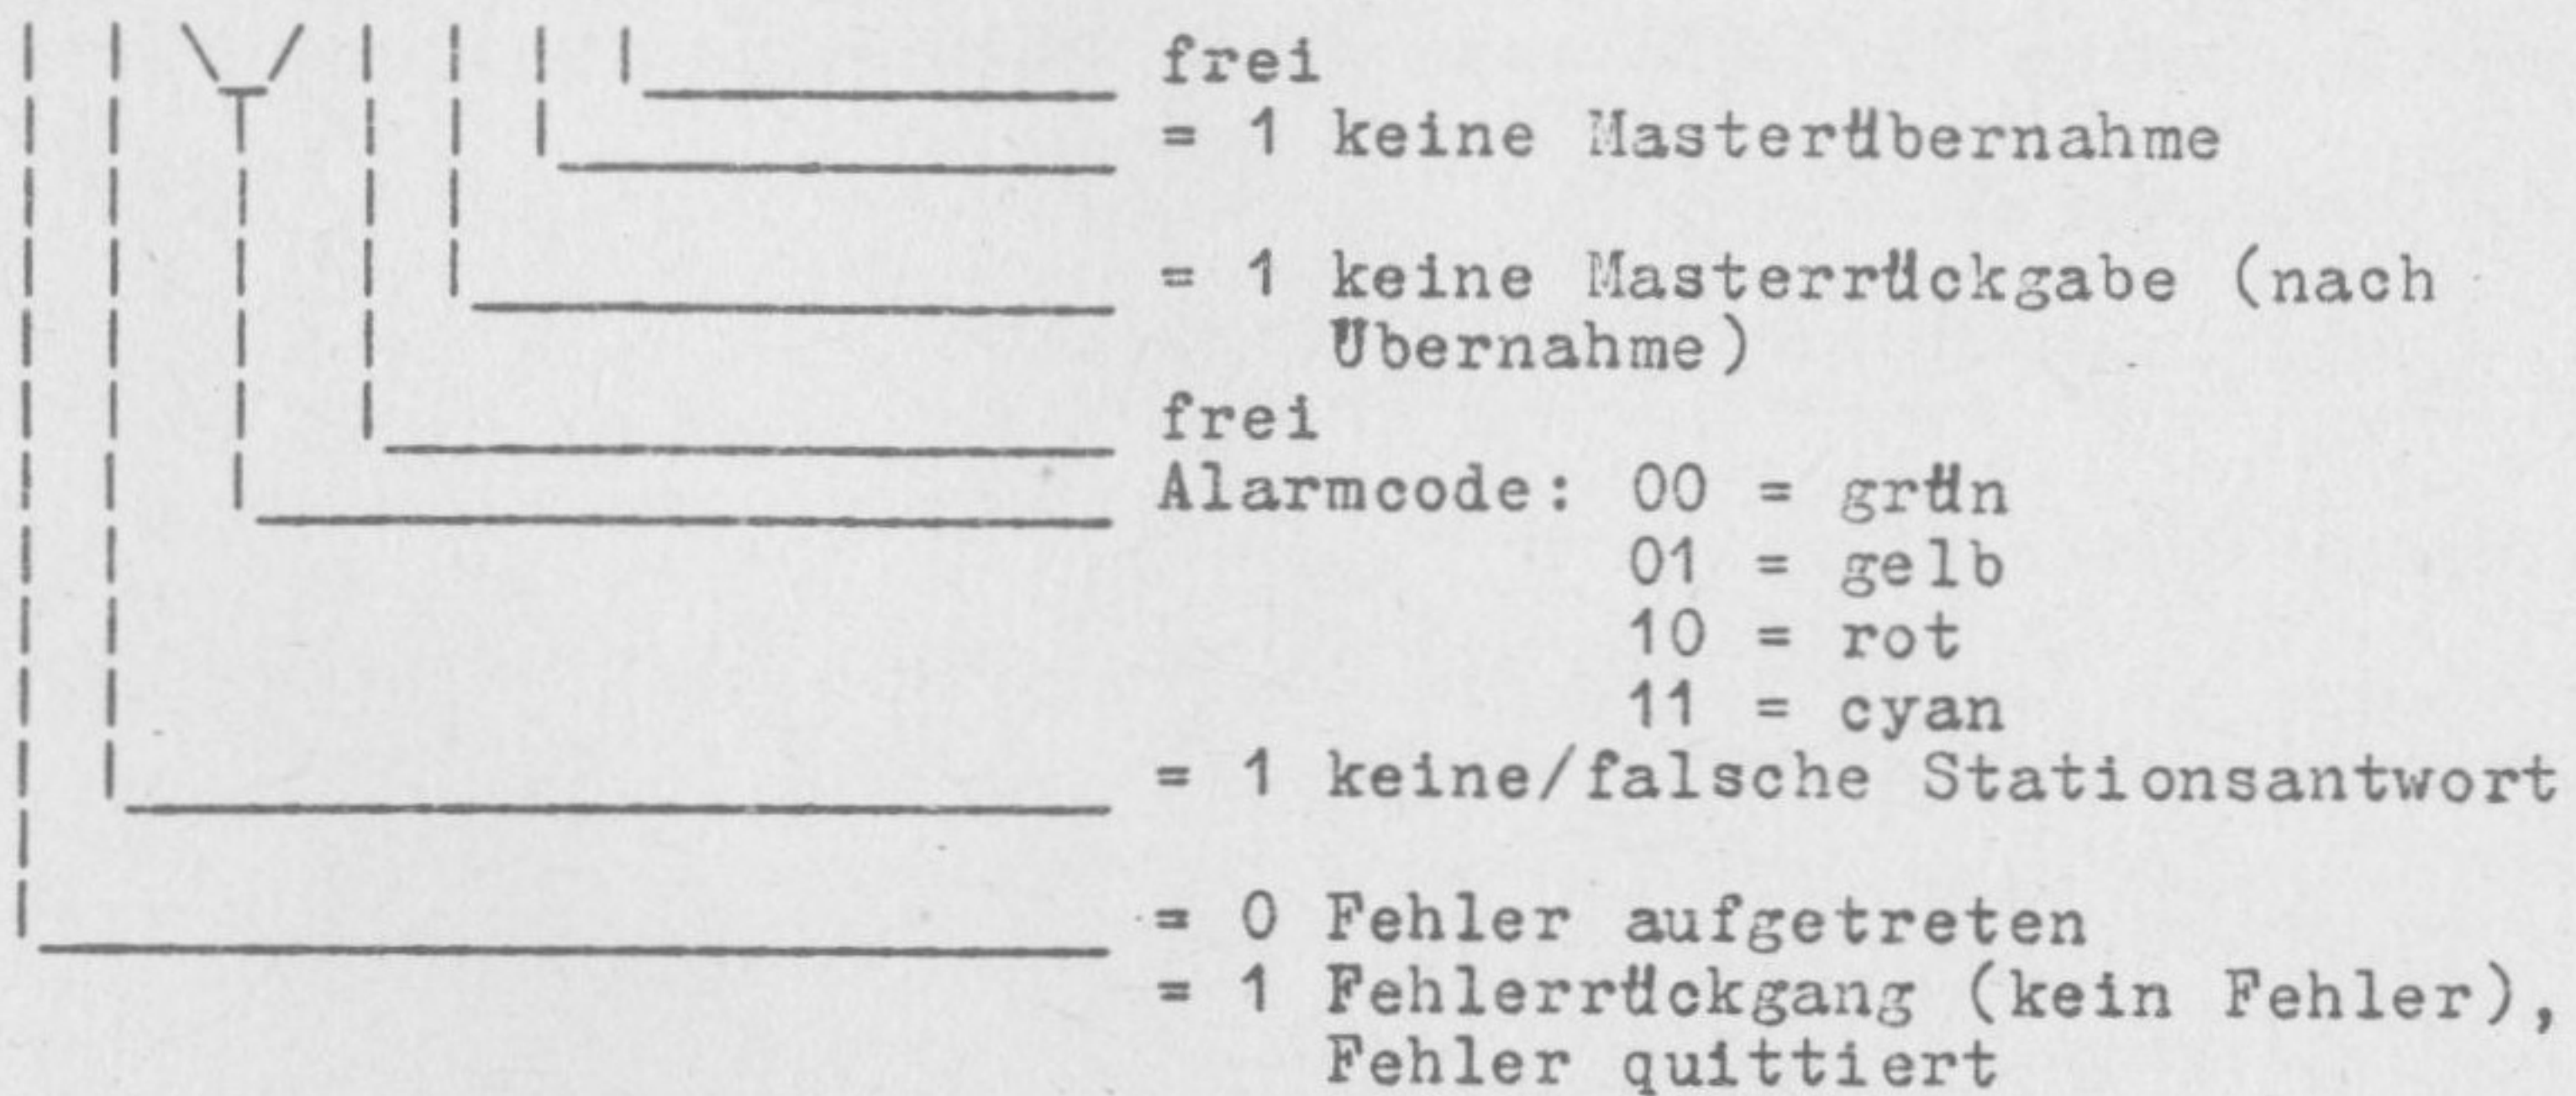 frei
= 1 keine Masterübernahme
= 1 keine Masterrückgabe (nach
Übernahme)
frei
Alarmcode: 00 = grün
01 = gelb
10 = rot
11 = cyan
= 1 keine/falsche Stationsantwort
= 0 Fehler aufgetreten
= 1 Fehlerrückgang (kein Fehler),
Fehler quittiert